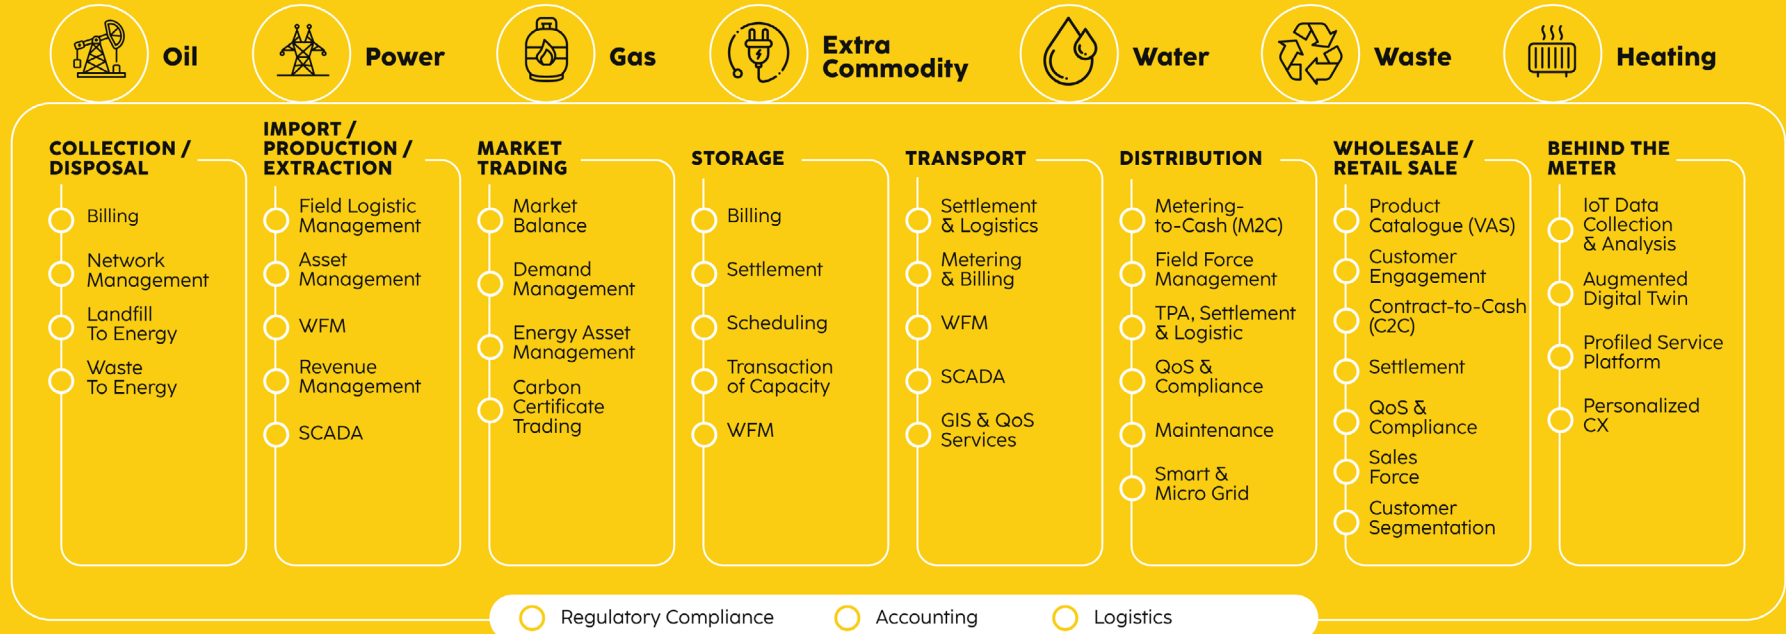 Oil
Power
Gas
Extra
Commodity
Water
Waste
Heating
COLLECTION /
DISPOSAL
Billing
Network
Management
Landfill
To Energy
Waste
To Energy
IMPORT /
PRODUCTION /
EXTRACTION
Field Logistic
Management
Asset
Management
WFM
Revenue
Management
SCADA
MARKET
TRADING
Market
Balance
Demand
Management
Energy Asset
Management
Carbon
Certificate
Trading
STORAGE
Billing
Settlement
Scheduling
Transaction
of Capacity
WFM
TRANSPORT
Settlement
& Logistics
Metering
& Billing
WFM
SCADA
GIS & QoS
Services
DISTRIBUTION
Metering-
to-Cash (M2C)
Field Force
Management
TPA, Settlement
& Logistic
QoS &
Compliance
Maintenance
Smart &
Micro Grid
WHOLESALE /
RETAIL SALE
Product
Catalogue (VAS)
Customer
Engagement
Contract-to-Cash
(C2C)
Settlement
QoS &
Compliance
Sales
Force
Customer
Segmentation
BEHIND THE
METER
IoT Data
Collection
& Analysis
Augmented
Digital Twin
Profiled Service
Platform
Personalized
CX
Regulatory Compliance
Accounting
Logistics